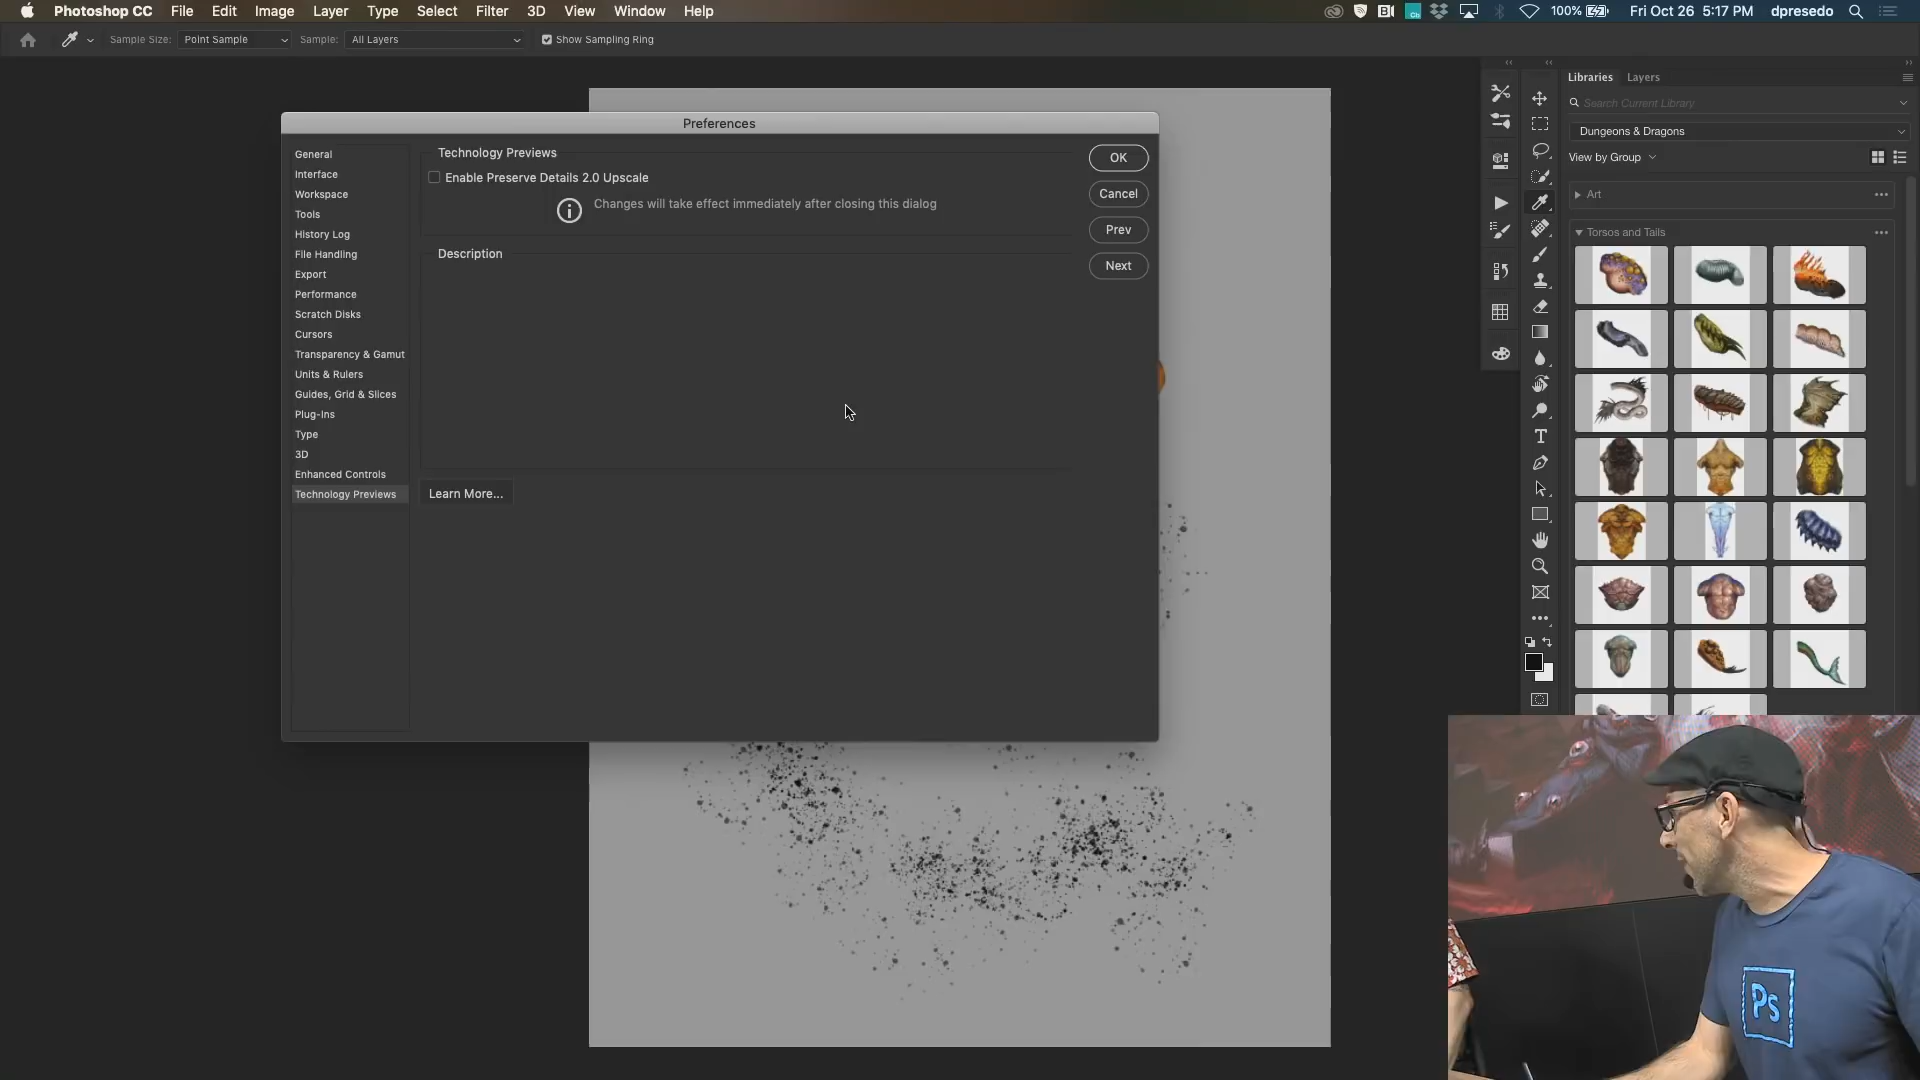 Photoshop CC File Edit Image Layer Type Select Filter 3D View Window Help
100% Fri Oct 26 5:17 PM dpresedo
Sample Size: Point Sample Sample: All Layers Show Sampling Ring
Preferences
General
Interface
Workspace
Tools
History Log
File Handling
Export
Performance
Scratch Disks
Cursors
Transparency & Gamut
Units & Rulers
Guides, Grid & Slices
Plug-Ins
Type
3D
Enhanced Controls
Technology Previews
Technology Previews
Enable Preserve Details 2.0 Upscale
Changes will take effect immediately after closing this dialog
Description
Learn More...
OK
Cancel
Prev
Next
Libraries Layers
Search Current Library
Dungeons & Dragons
View by Group
Art
Torsos and Tails
Ps